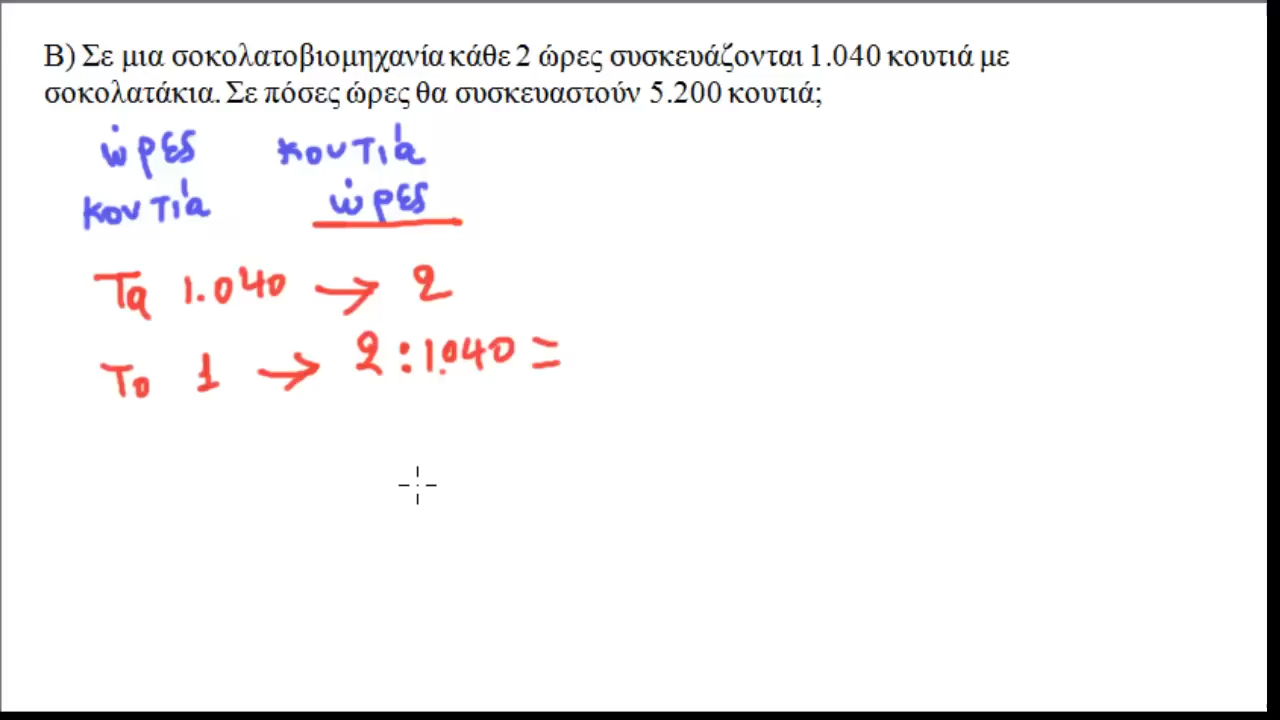 Β) Σε μια σοκολατοβιομηχανία κάθε 2 ώρες συσκευάζονται 1.040 κουτιά με
σοκολατάκια. Σε πόσες ώρες θα συσκευαστούν 5.200 κουτιά;
ώρες κουτιά
κουτιά ώρες
Τα 1.040 → 2
Το 1 → 2 : 1.040 =